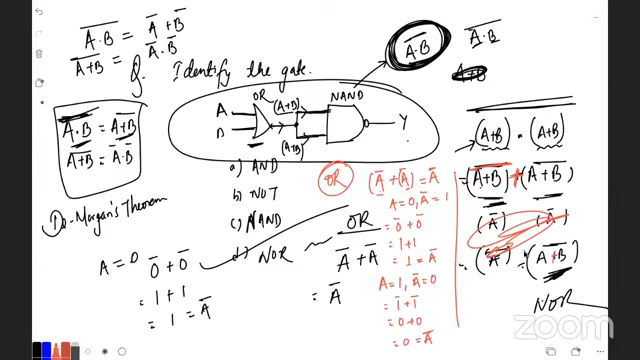 A̅·̅B̅ = A̅ + B̅
A̅+̅B̅ = A̅·B̅
A̅·̅B̅
A̅·̅B̅
A+B
Q. Identify the gate.
OR
(A+B)
NAND
A
B
Y
(A+B)
A̅·̅B̅ = A̅+B̅
A̅+̅B̅ = A̅·B̅
De-Morgan's Theorem
a) AND
b) NOT
c) NAND
d) NOR
A = 0
0̅ + 0̅
= 1 + 1
= 1 = A̅
OR
A̅ + A̅
= A̅
OR
(A̅ + A̅) = A̅
A = 0, A̅ = 1
= 0̅ + 0̅
= 1 + 1
= 1 = A̅
A = 1, A̅ = 0
= 1̅ + 1̅
= 0 + 0
= 0 = A̅
(A+B) • (A+B)
= (A̅+̅B̅) + (A̅+̅B̅)
(A̅) (A̅)
= (A̅) = (A̅+̅B̅)
NOR
zoom